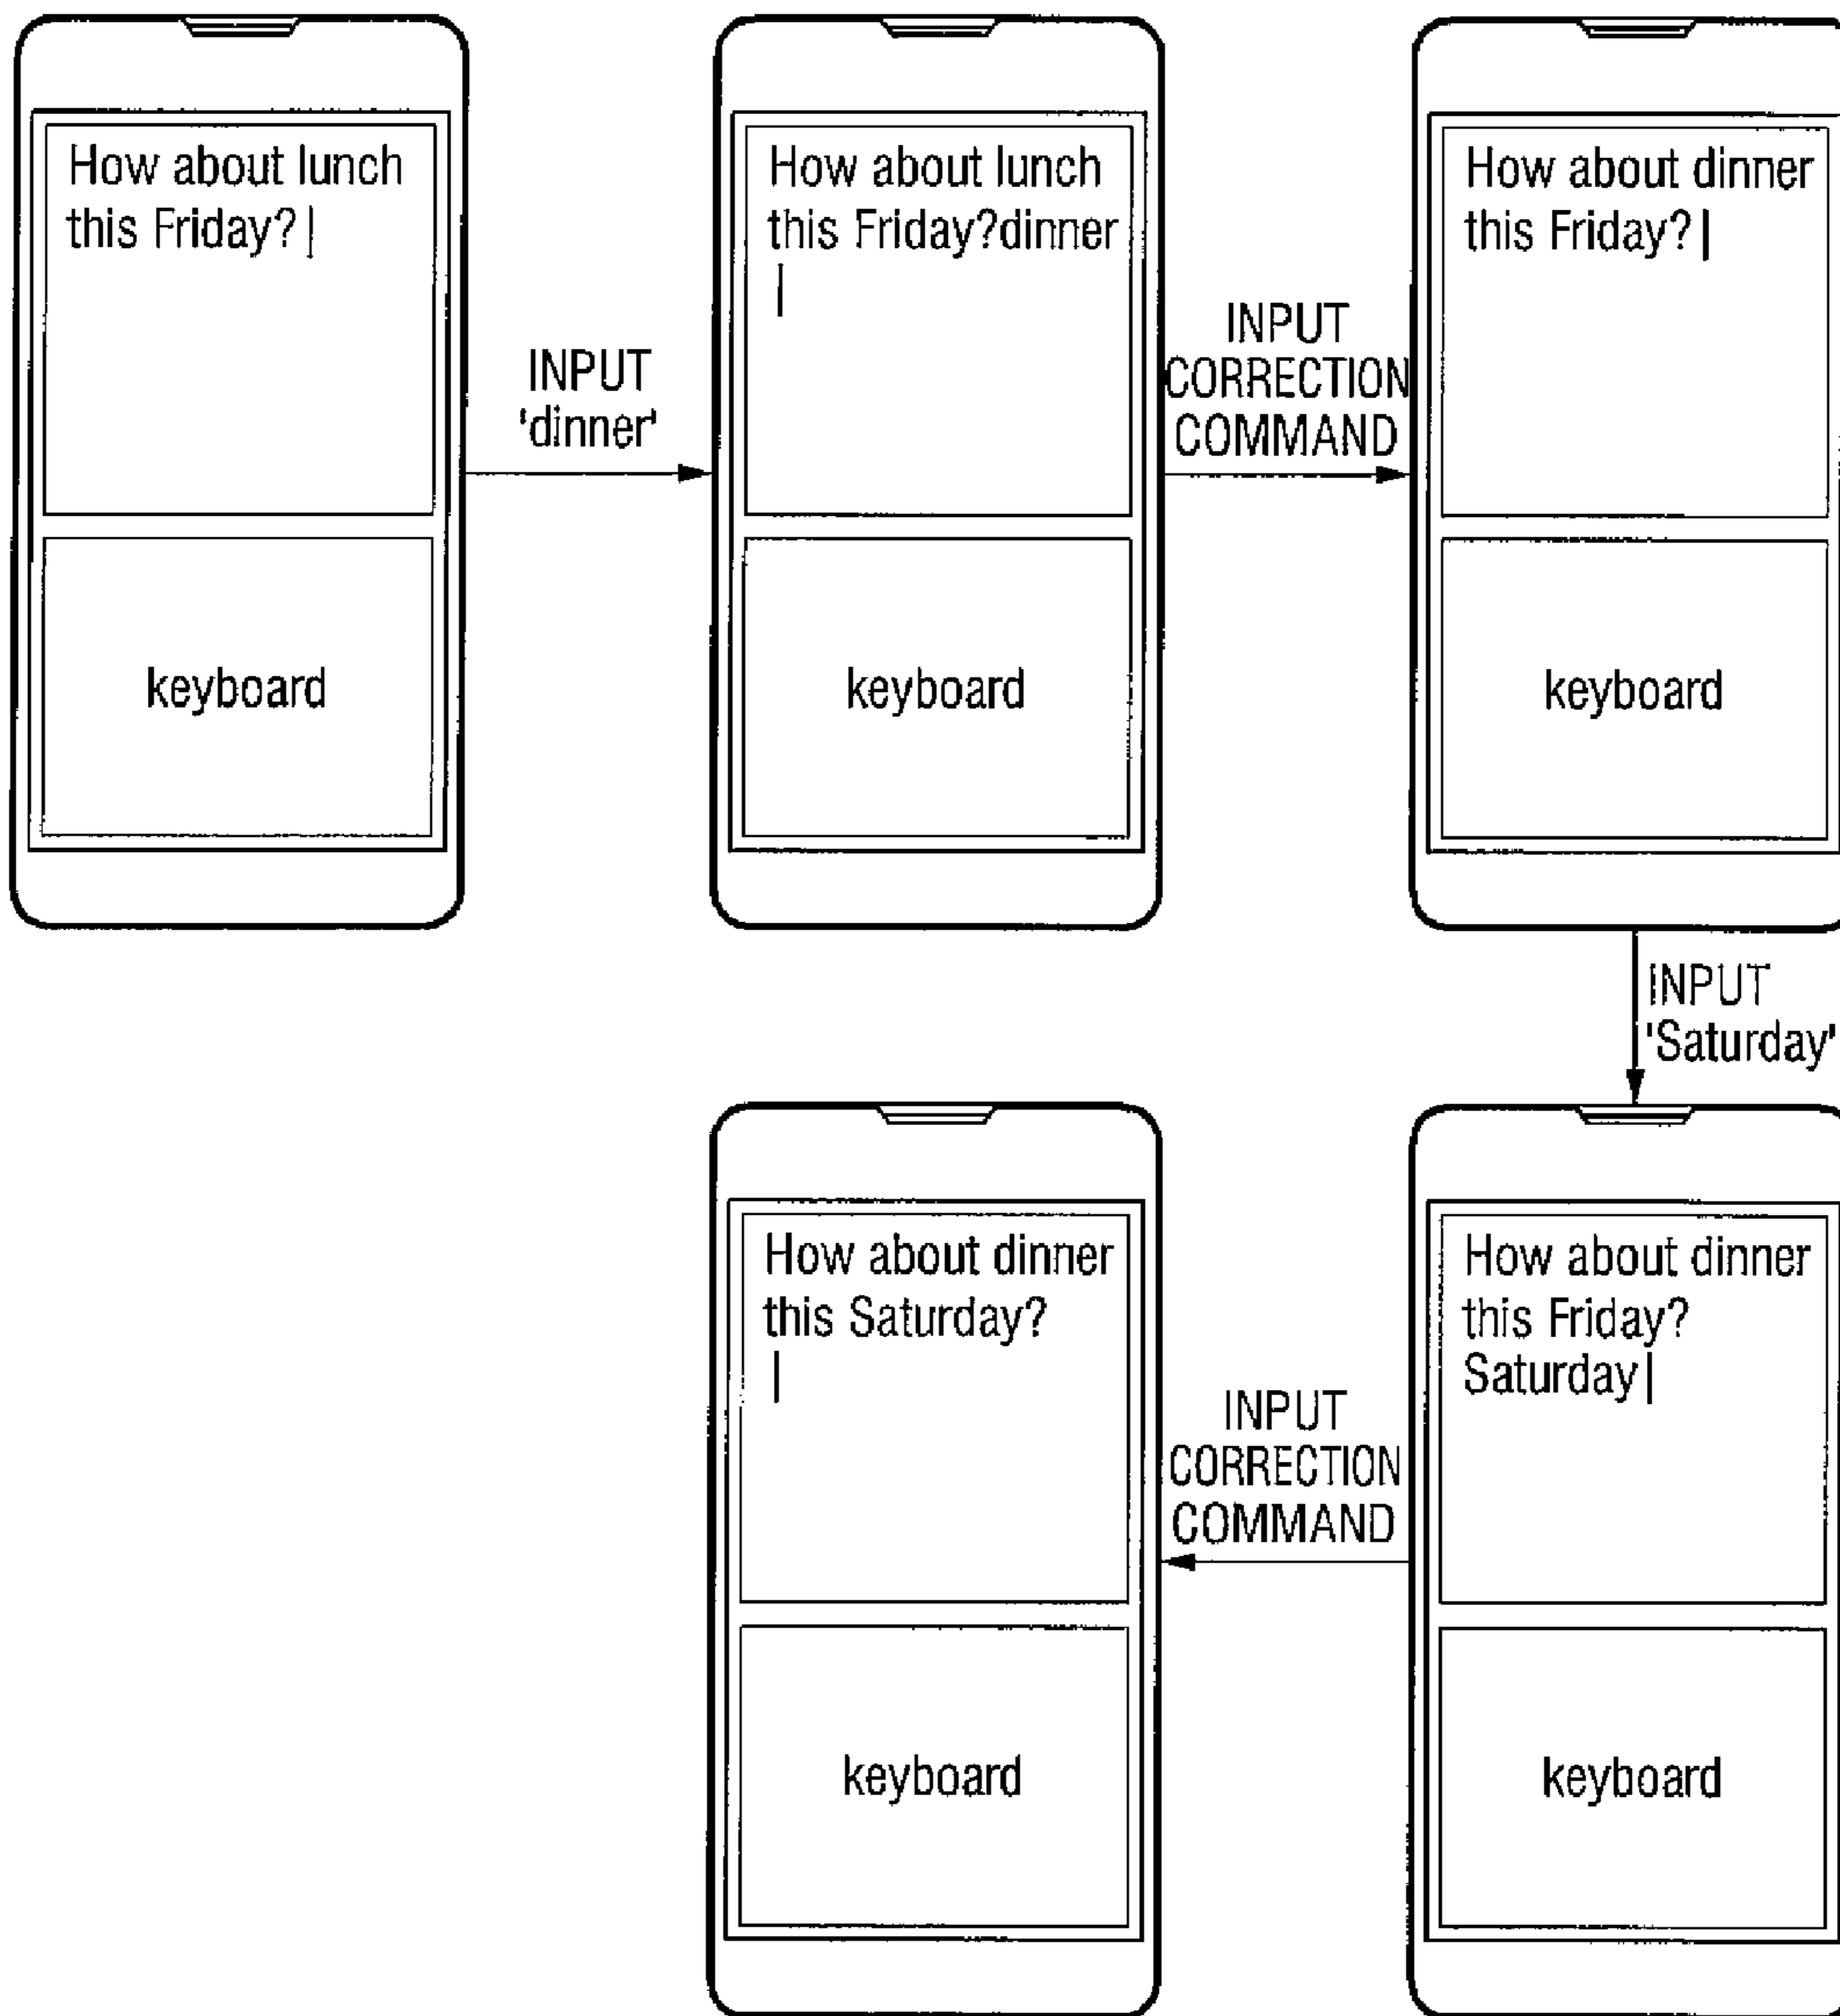 How about lunch
this Friday?|
keyboard
INPUT
'dinner'
How about lunch
this Friday?dinner
|
keyboard
INPUT
CORRECTION
COMMAND
How about dinner
this Friday?|
keyboard
INPUT
'Saturday'
How about dinner
this Friday?
Saturday|
keyboard
INPUT
CORRECTION
COMMAND
How about dinner
this Saturday?
|
keyboard